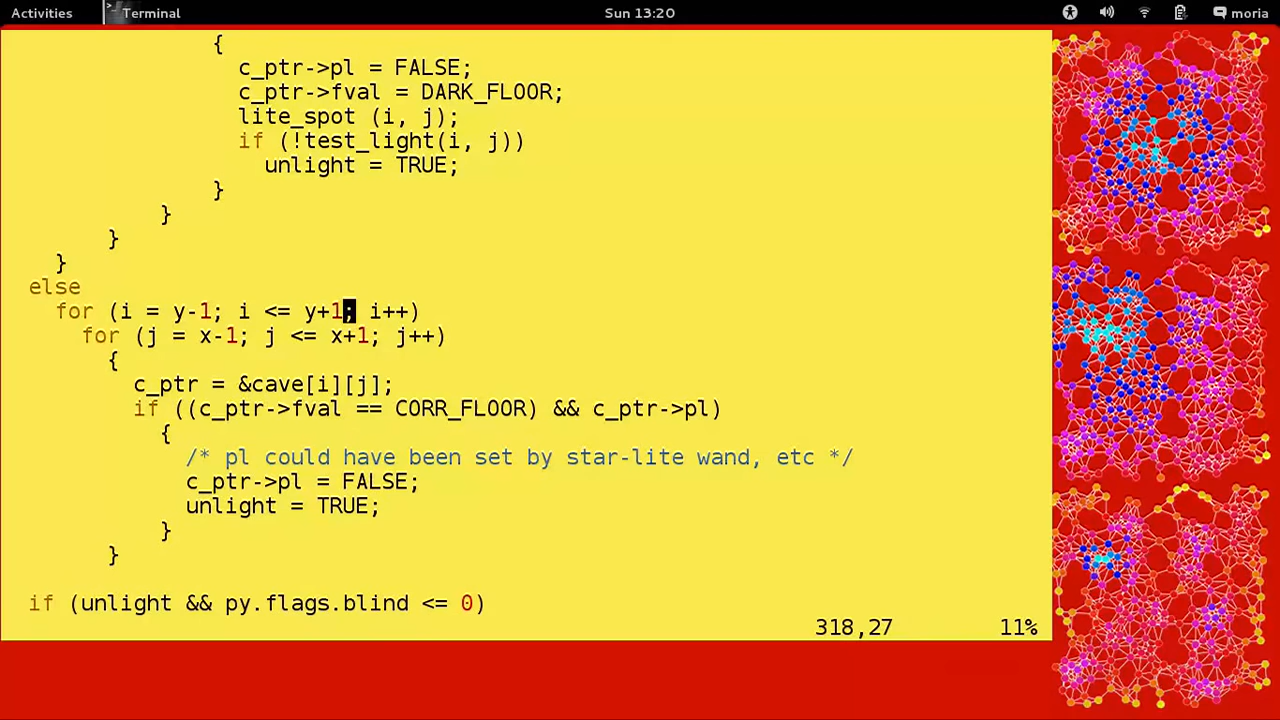 Activities Terminal Sun 13:20 moria
{
c_ptr->pl = FALSE;
c_ptr->fval = DARK_FLOOR;
lite_spot (i, j);
if (!test_light(i, j))
unlight = TRUE;
}
}
}
}
else
for (i = y-1; i <= y+1; i++)
for (j = x-1; j <= x+1; j++)
{
c_ptr = &cave[i][j];
if ((c_ptr->fval == CORR_FLOOR) && c_ptr->pl)
{
/* pl could have been set by star-lite wand, etc */
c_ptr->pl = FALSE;
unlight = TRUE;
}
}
if (unlight && py.flags.blind <= 0)
318,27 11%